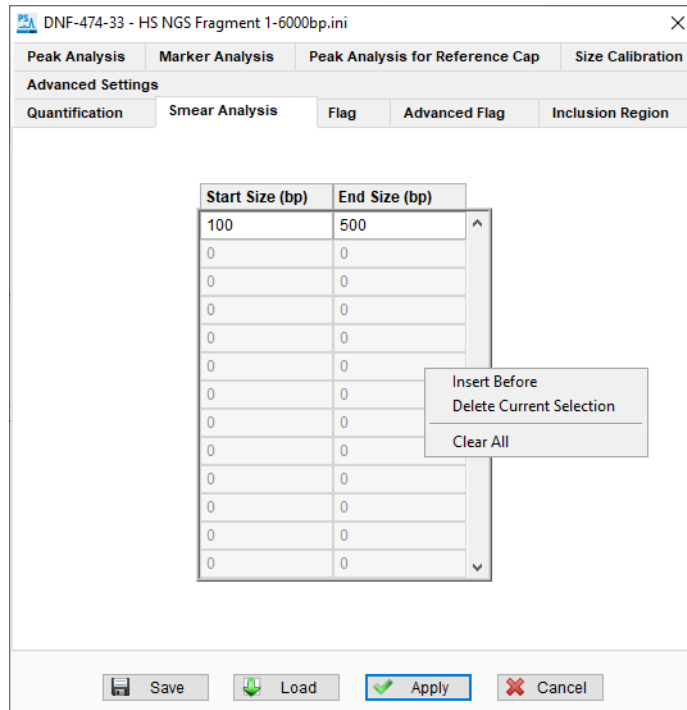 PSA DNF-474-33 - HS NGS Fragment 1-6000bp.ini
Peak Analysis Marker Analysis Peak Analysis for Reference Cap Size Calibration
Advanced Settings
Quantification Smear Analysis Flag Advanced Flag Inclusion Region
Start Size (bp) End Size (bp)
100 500
0 0
0 0
0 0
0 0
0 0
Insert Before
0 0
Delete Current Selection
0 0
Clear All
0 0
0 0
0 0
0 0
0 0
Save Load Apply Cancel